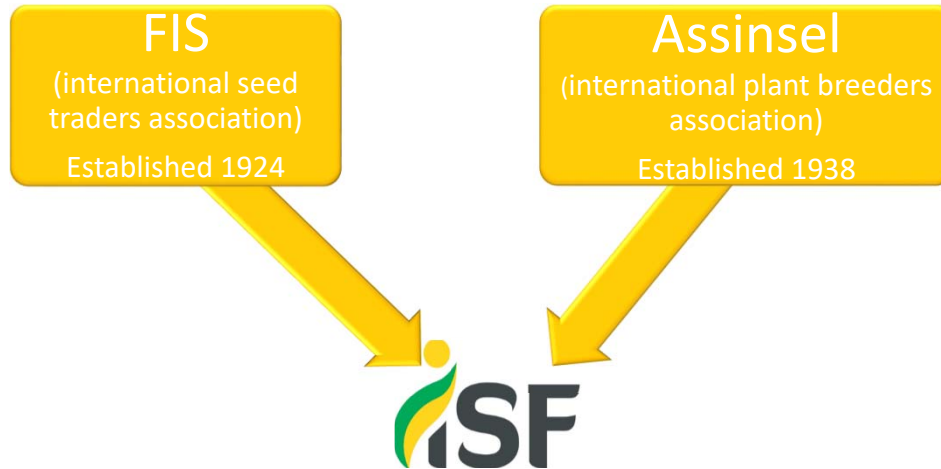 FIS
(international seed
traders association)
Established 1924
Assinsel
(international plant breeders
association)
Established 1938
iSF